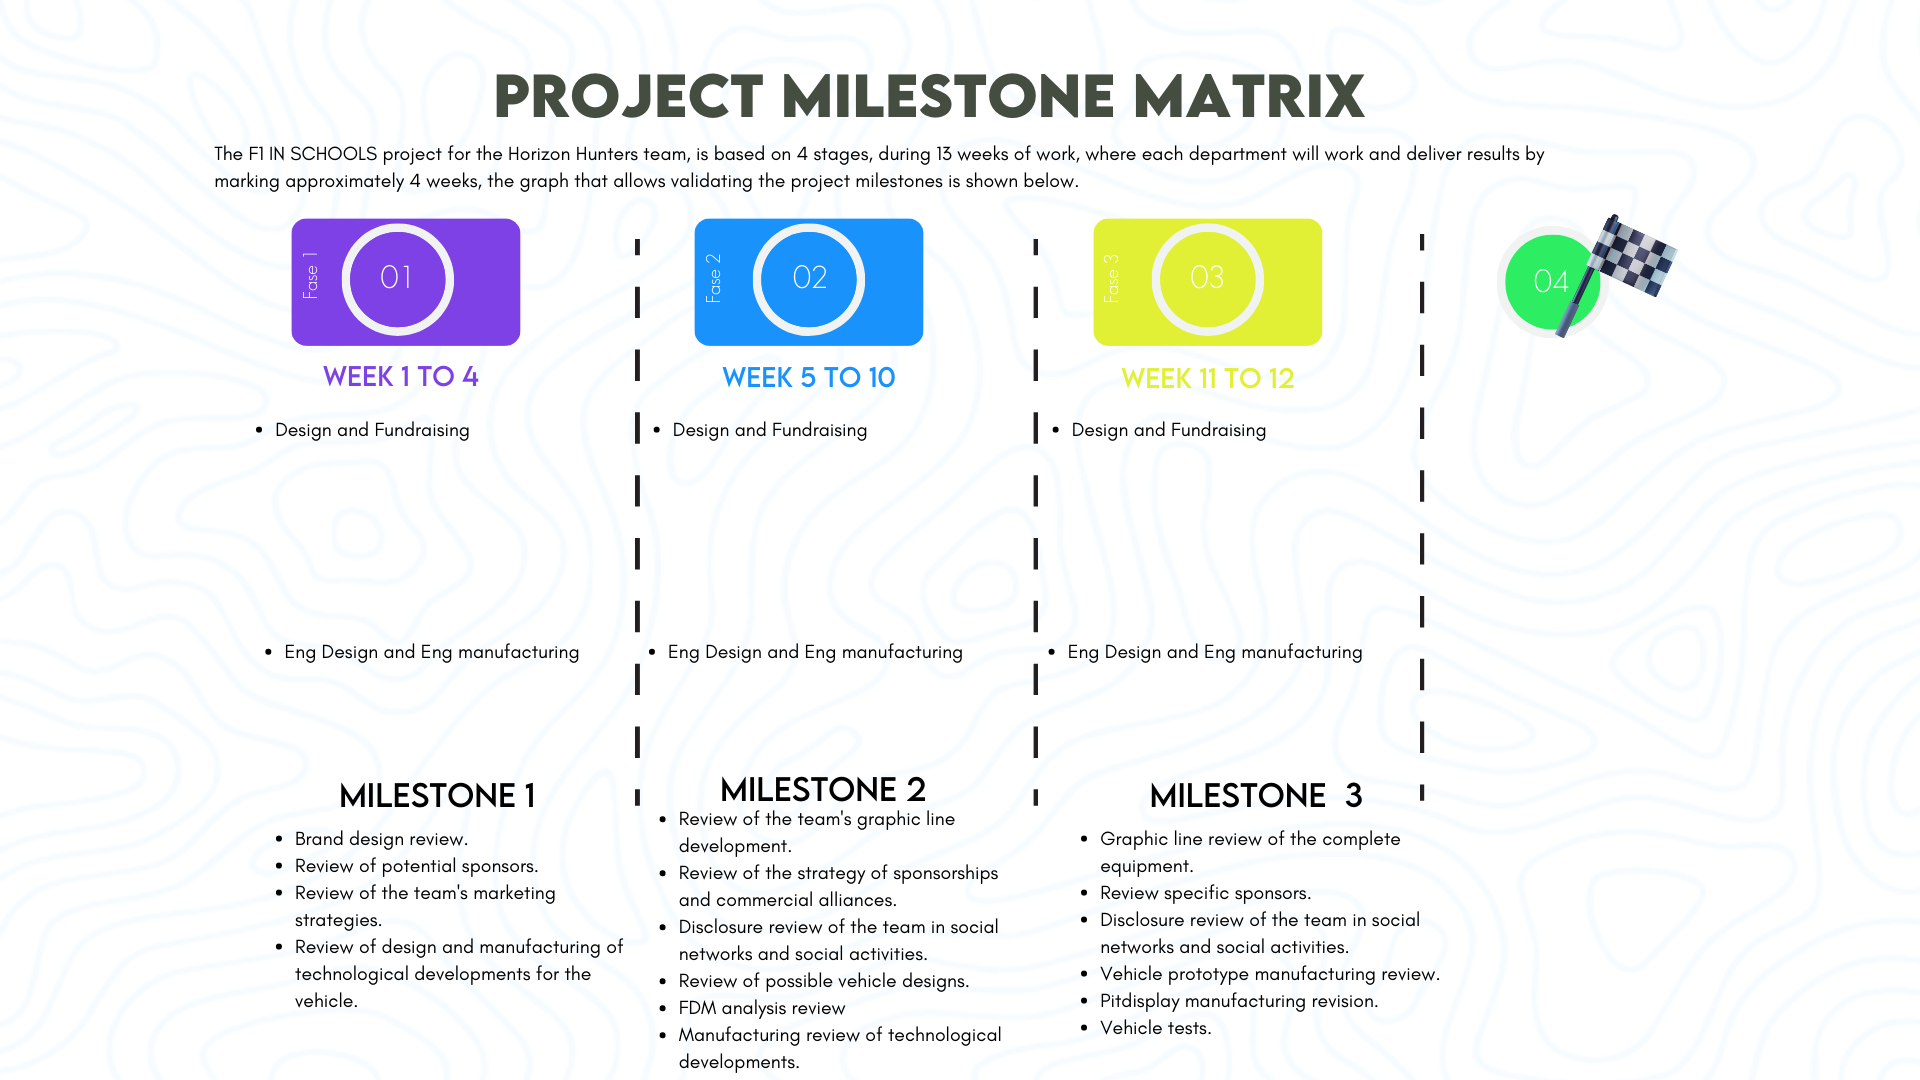 PROJECT MILESTONE MATRIX
The F1 IN SCHOOLS project for the Horizon Hunters team, is based on 4 stages, during 13 weeks of work, where each department will work and deliver results by
marking approximately 4 weeks, the graph that allows validating the project milestones is shown below.
Fase 1
01
WEEK 1 TO 4
• Design and Fundraising
• Eng Design and Eng manufacturing
MILESTONE 1
• Brand design review.
• Review of potential sponsors.
• Review of the team's marketing
strategies.
• Review of design and manufacturing of
technological developments for the
vehicle.
Fase 2
02
WEEK 5 TO 10
• Design and Fundraising
• Eng Design and Eng manufacturing
MILESTONE 2
• Review of the team's graphic line
development.
• Review of the strategy of sponsorships
and commercial alliances.
• Disclosure review of the team in social
networks and social activities.
• Review of possible vehicle designs.
• FDM analysis review
• Manufacturing review of technological
developments.
Fase 3
03
WEEK 11 TO 12
• Design and Fundraising
• Eng Design and Eng manufacturing
MILESTONE 3
• Graphic line review of the complete
equipment.
• Review specific sponsors.
• Disclosure review of the team in social
networks and social activities.
• Vehicle prototype manufacturing review.
• Pitdisplay manufacturing revision.
• Vehicle tests.
04